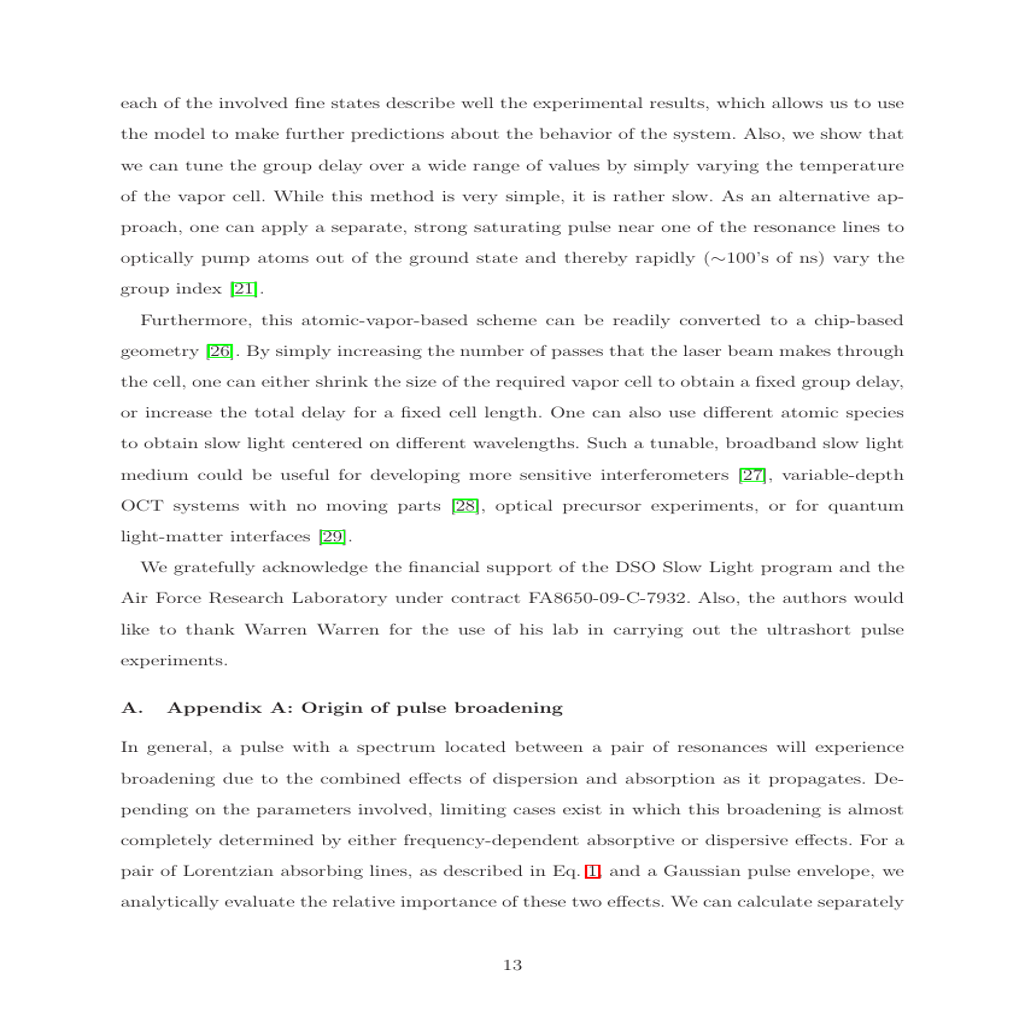 each of the involved fine states describe well the experimental results, which allows us to use
the model to make further predictions about the behavior of the system. Also, we show that
we can tune the group delay over a wide range of values by simply varying the temperature
of the vapor cell. While this method is very simple, it is rather slow. As an alternative ap-
proach, one can apply a separate, strong saturating pulse near one of the resonance lines to
optically pump atoms out of the ground state and thereby rapidly (∼100's of ns) vary the
group index [21].
Furthermore, this atomic-vapor-based scheme can be readily converted to a chip-based
geometry [26]. By simply increasing the number of passes that the laser beam makes through
the cell, one can either shrink the size of the required vapor cell to obtain a fixed group delay,
or increase the total delay for a fixed cell length. One can also use different atomic species
to obtain slow light centered on different wavelengths. Such a tunable, broadband slow light
medium could be useful for developing more sensitive interferometers [27], variable-depth
OCT systems with no moving parts [28], optical precursor experiments, or for quantum
light-matter interfaces [29].
We gratefully acknowledge the financial support of the DSO Slow Light program and the
Air Force Research Laboratory under contract FA8650-09-C-7932. Also, the authors would
like to thank Warren Warren for the use of his lab in carrying out the ultrashort pulse
experiments.
A. Appendix A: Origin of pulse broadening
In general, a pulse with a spectrum located between a pair of resonances will experience
broadening due to the combined effects of dispersion and absorption as it propagates. De-
pending on the parameters involved, limiting cases exist in which this broadening is almost
completely determined by either frequency-dependent absorptive or dispersive effects. For a
pair of Lorentzian absorbing lines, as described in Eq. 1, and a Gaussian pulse envelope, we
analytically evaluate the relative importance of these two effects. We can calculate separately
13